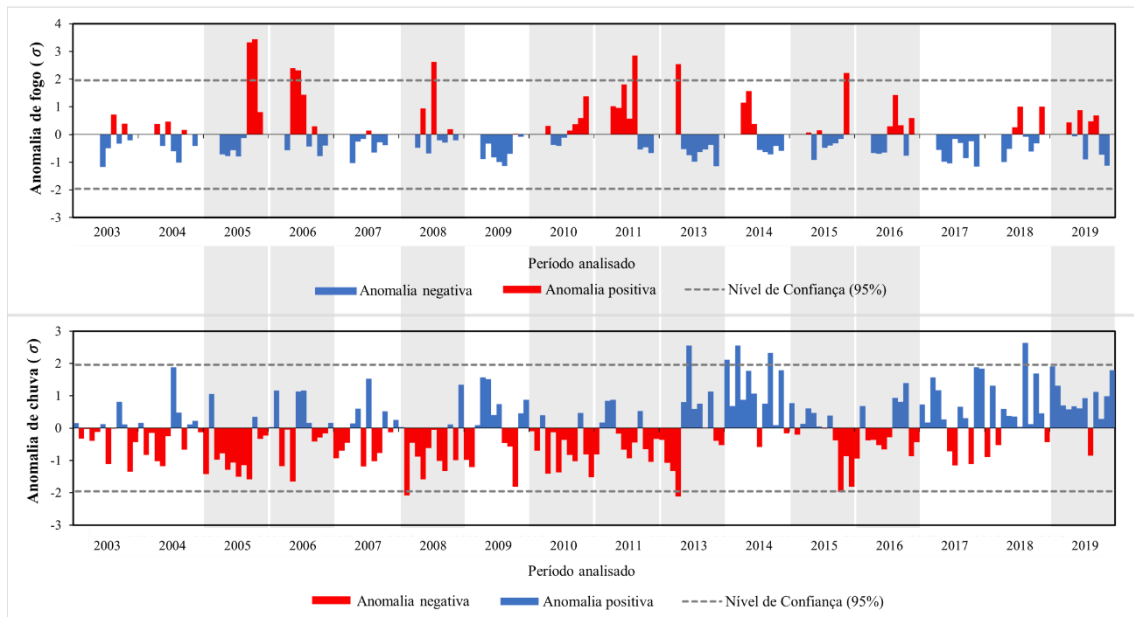 Anomalia de fogo ( σ )
4
3
2
1
0
-1
-2
-3
2003 2004 2005 2006 2007 2008 2009 2010 2011 2013 2014 2015 2016 2017 2018 2019
Período analisado
Anomalia negativa Anomalia positiva Nível de Confiança (95%)
Anomalia de chuva ( σ )
3
2
1
0
-1
-2
-3
2003 2004 2005 2006 2007 2008 2009 2010 2011 2013 2014 2015 2016 2017 2018 2019
Período analisado
Anomalia negativa Anomalia positiva Nível de Confiança (95%)